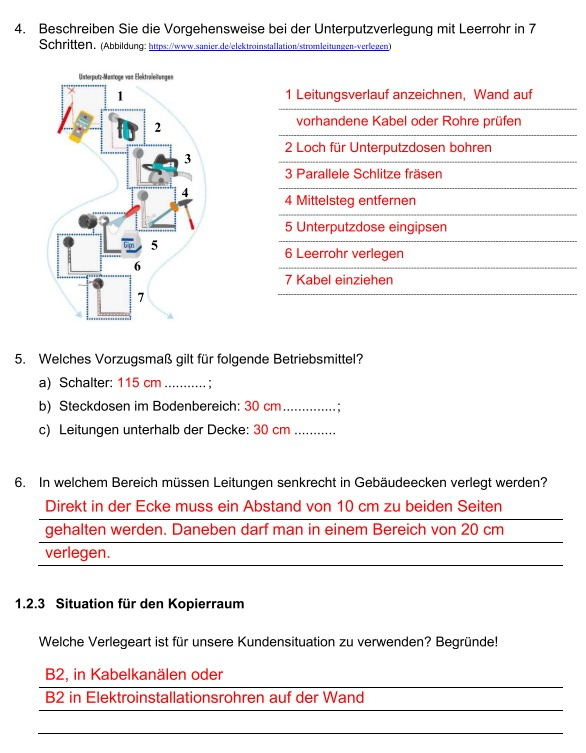 4. Beschreiben Sie die Vorgehensweise bei der Unterputzverlegung mit Leerrohr in 7
Schritten. (Abbildung: https://www.sanier.de/elektroinstallation/stromleitungen-verlegen)
Unterputz-Montage von Elektroleitungen
1
2
3
4
Gips
5
6
7
1 Leitungsverlauf anzeichnen, Wand auf
vorhandene Kabel oder Rohre prüfen
2 Loch für Unterputzdosen bohren
3 Parallele Schlitze fräsen
4 Mittelsteg entfernen
5 Unterputzdose eingipsen
6 Leerrohr verlegen
7 Kabel einziehen
5. Welches Vorzugsmaß gilt für folgende Betriebsmittel?
a) Schalter: 115 cm ...........;
b) Steckdosen im Bodenbereich: 30 cm..............;
c) Leitungen unterhalb der Decke: 30 cm ...........
6. In welchem Bereich müssen Leitungen senkrecht in Gebäudeecken verlegt werden?
Direkt in der Ecke muss ein Abstand von 10 cm zu beiden Seiten
gehalten werden. Daneben darf man in einem Bereich von 20 cm
verlegen.
1.2.3 Situation für den Kopierraum
Welche Verlegeart ist für unsere Kundensituation zu verwenden? Begründe!
B2, in Kabelkanälen oder
B2 in Elektroinstallationsrohren auf der Wand